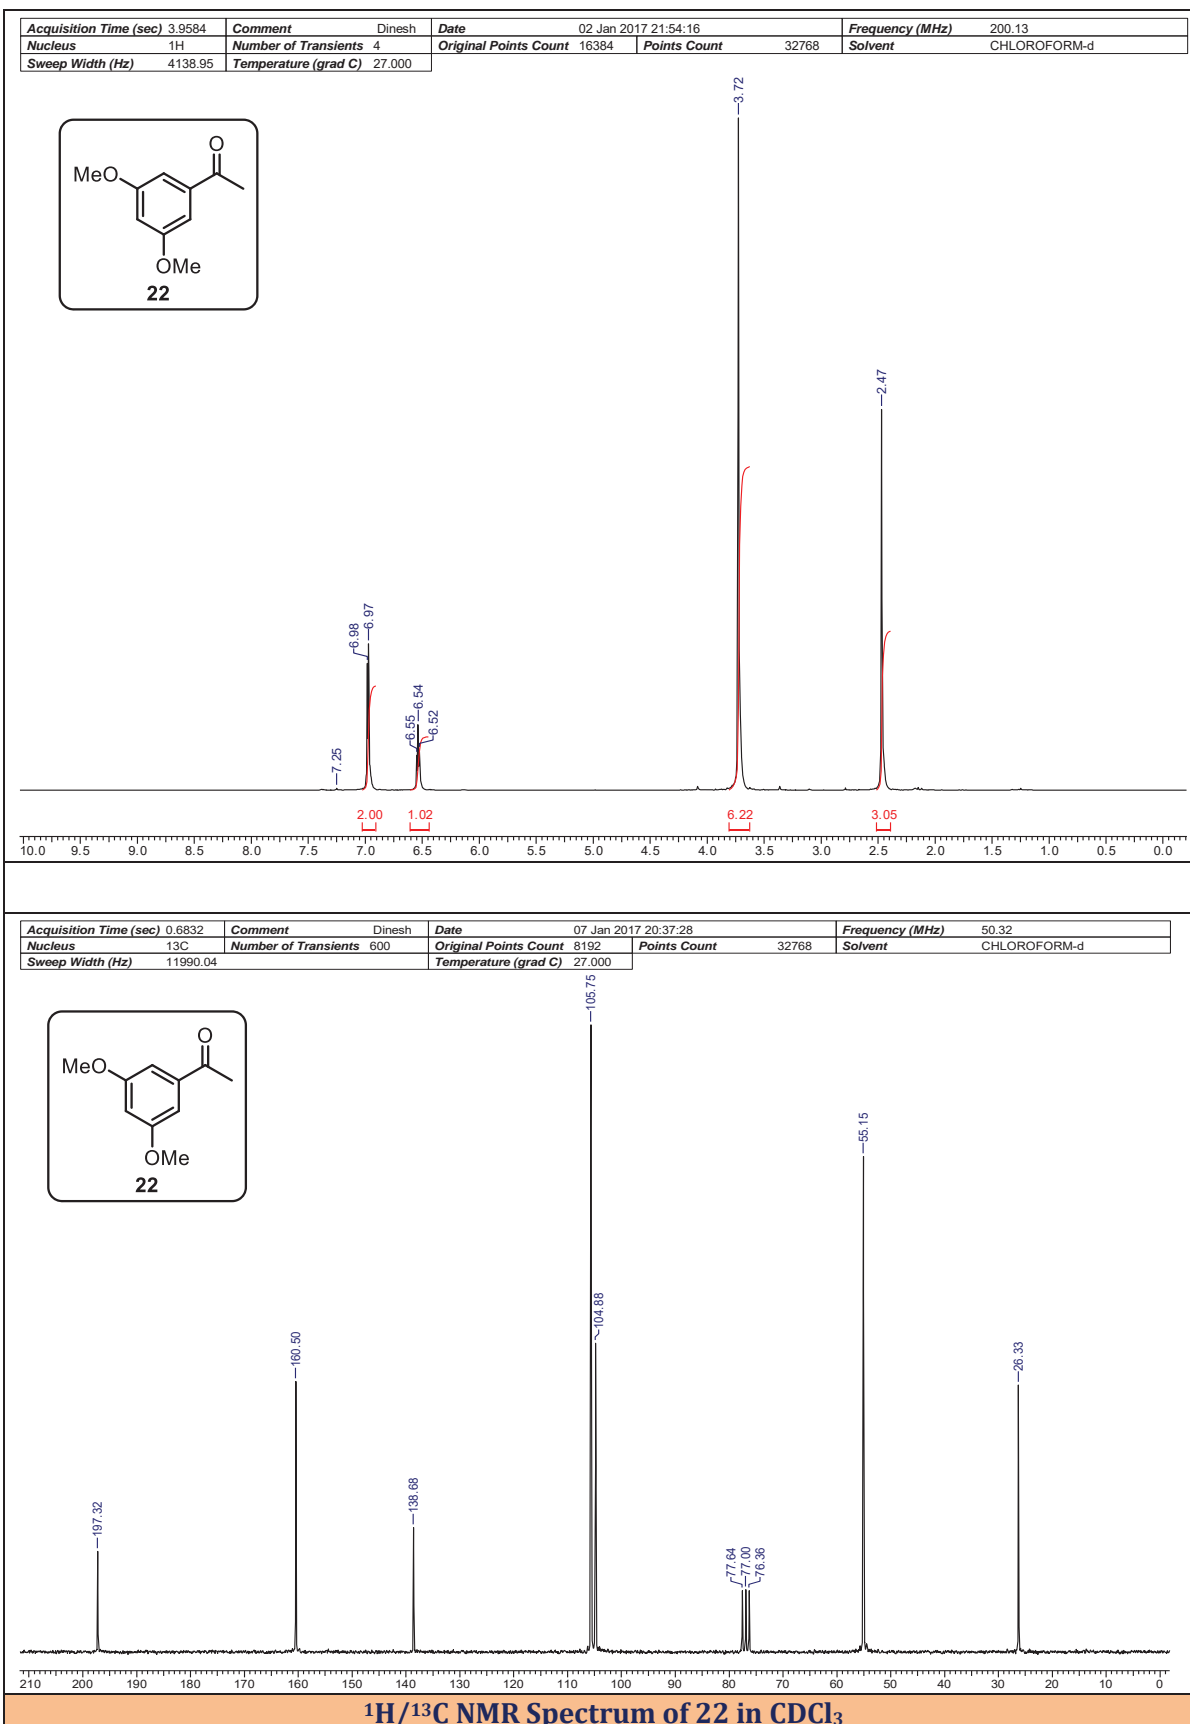 Acquisition Time (sec) 3.9584 Comment Dinesh Date 02 Jan 2017 21:54:16 Frequency (MHz) 200.13
Nucleus 1H Number of Transients 4 Original Points Count 16384 Points Count 32768 Solvent CHLOROFORM-d
Sweep Width (Hz) 4138.95 Temperature (grad C) 27.000
O
MeO
OMe
22
3.72
2.47
6.98
6.97
6.55
6.54
6.52
7.25
2.00 1.02 6.22 3.05
10.0 9.5 9.0 8.5 8.0 7.5 7.0 6.5 6.0 5.5 5.0 4.5 4.0 3.5 3.0 2.5 2.0 1.5 1.0 0.5 0.0
Acquisition Time (sec) 0.6832 Comment Dinesh Date 07 Jan 2017 20:37:28 Frequency (MHz) 50.32
Nucleus 13C Number of Transients 600 Original Points Count 8192 Points Count 32768 Solvent CHLOROFORM-d
Sweep Width (Hz) 11990.04 Temperature (grad C) 27.000
O
MeO
OMe
22
197.32
160.50
138.68
105.75
104.88
77.64
77.00
76.36
55.15
26.33
210 200 190 180 170 160 150 140 130 120 110 100 90 80 70 60 50 40 30 20 10 0
¹H/¹³C NMR Spectrum of 22 in CDCl₃